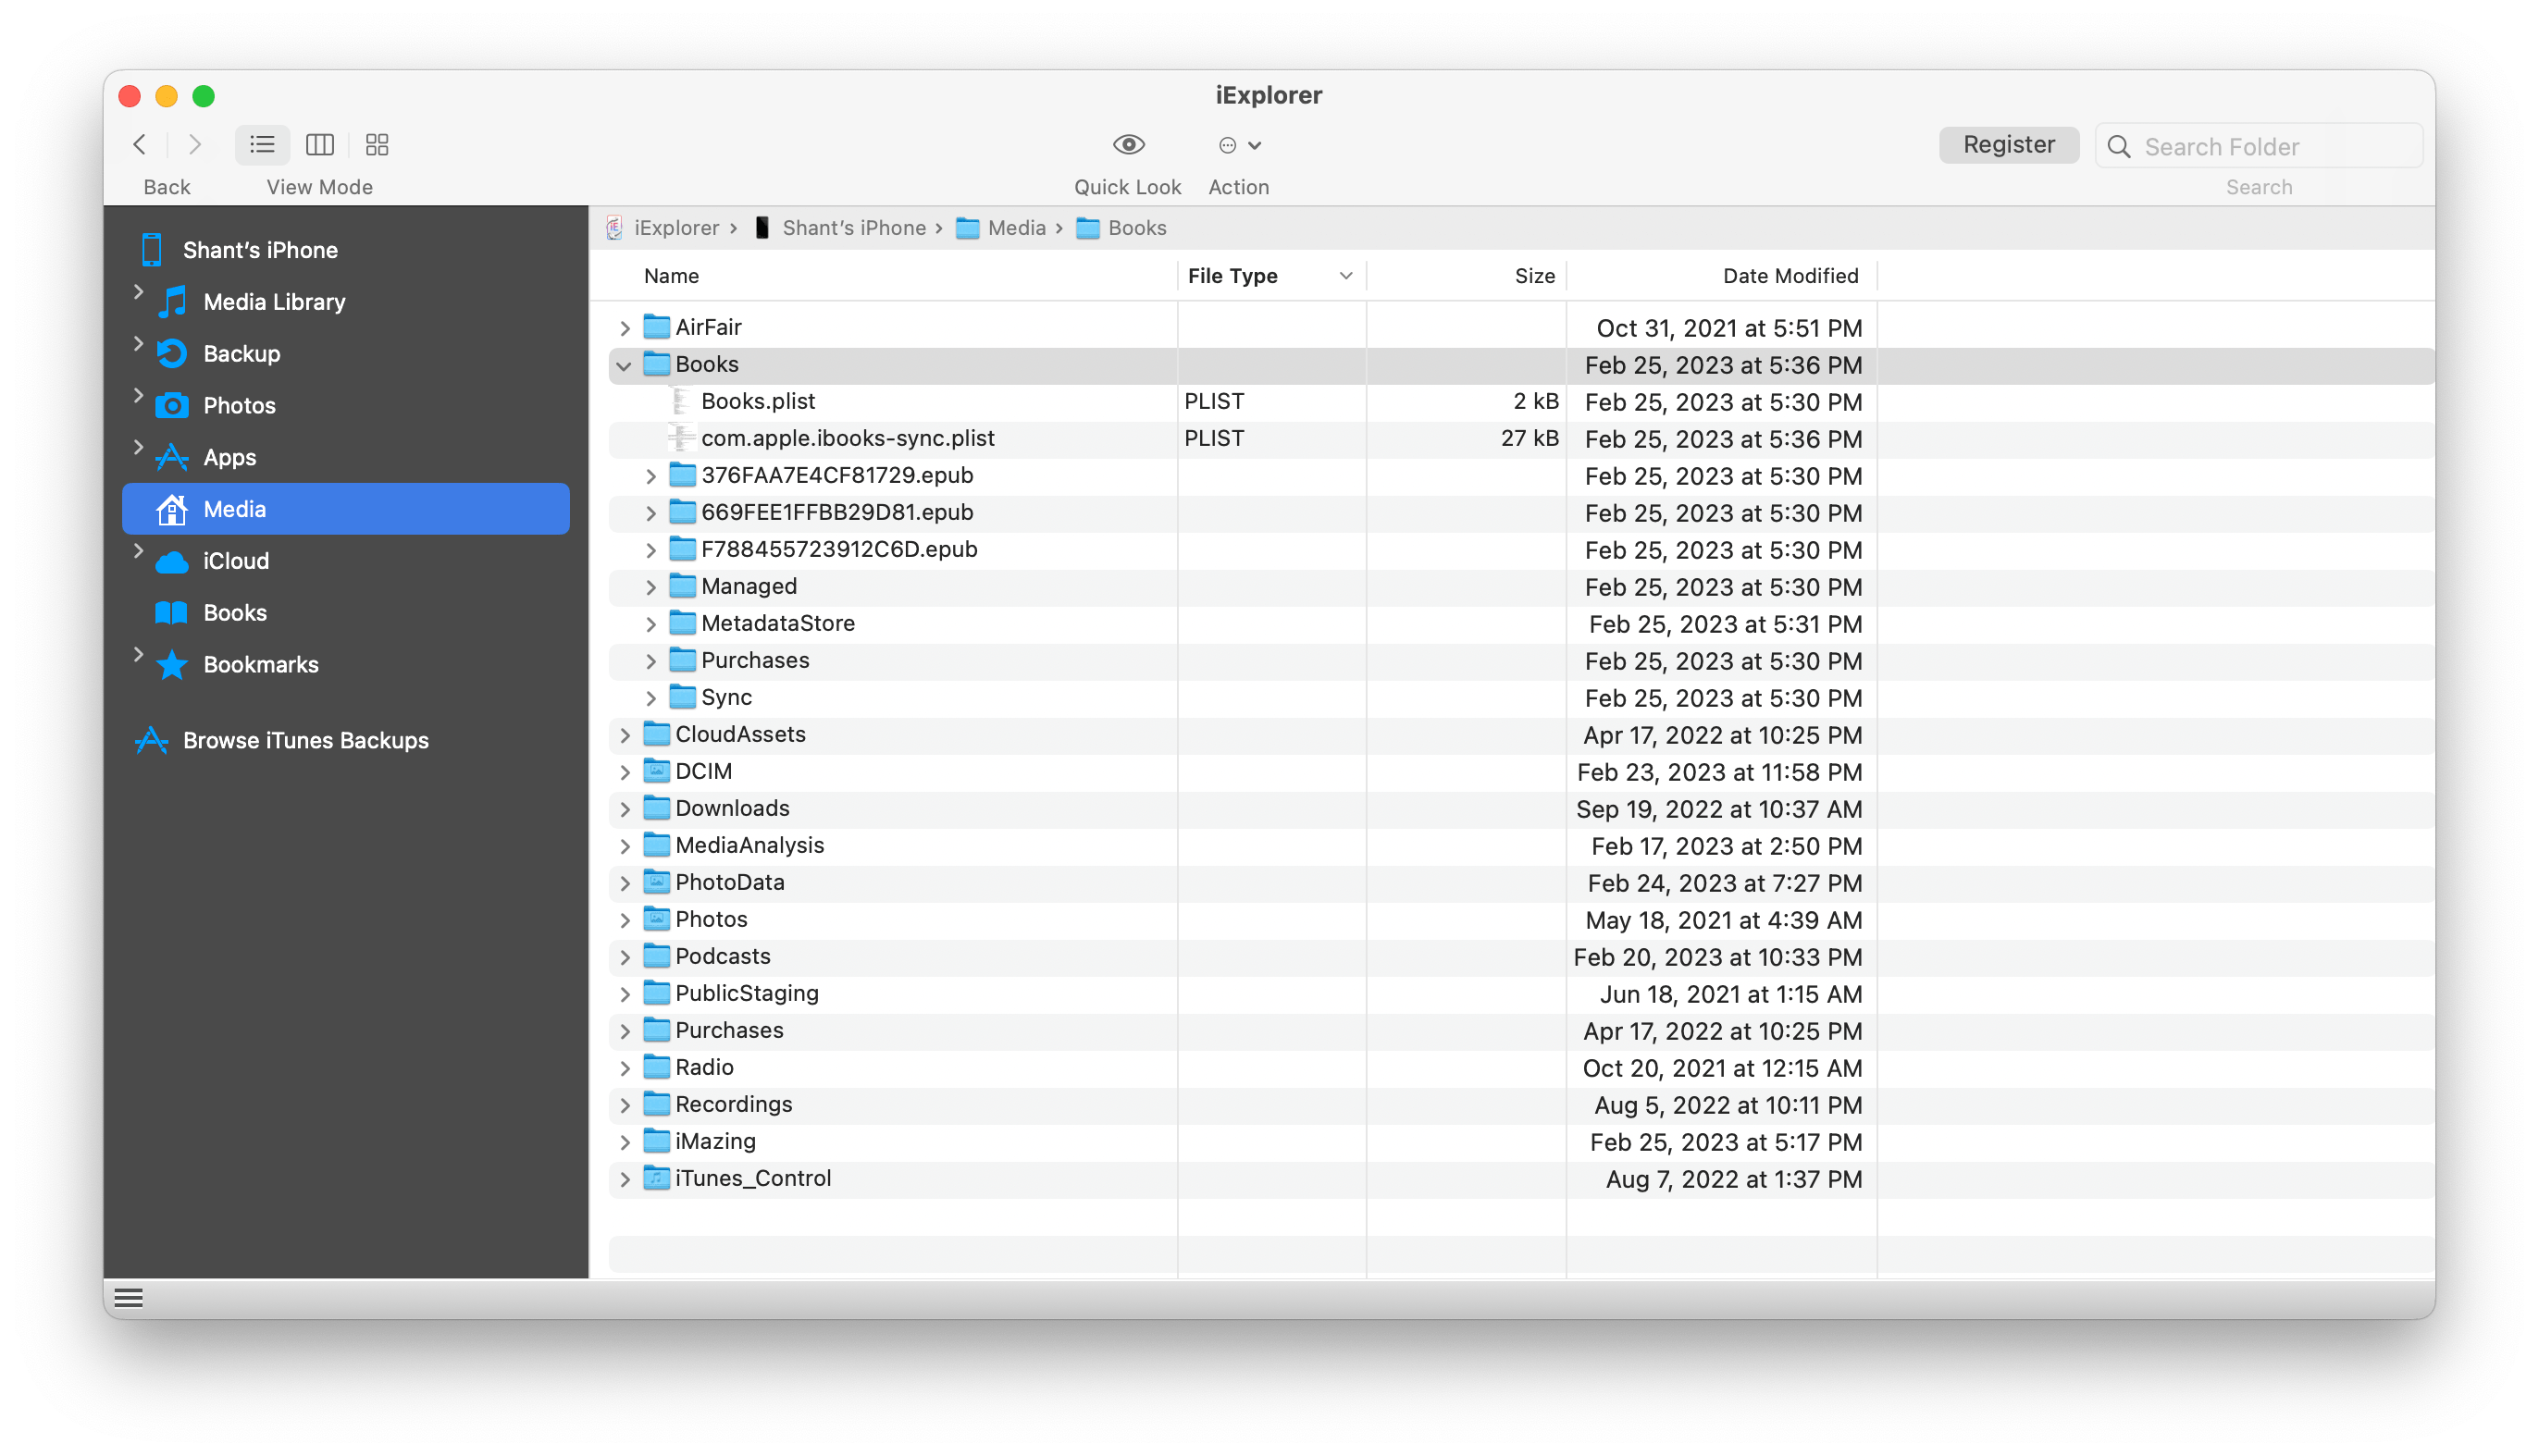 iExplorer
Register
Search Folder
Back
View Mode
Quick Look
Action
Search
Shant’s iPhone
Media Library
Backup
Photos
Apps
Media
iCloud
Books
Bookmarks
Browse iTunes Backups
iExplorer › Shant’s iPhone › Media › Books
Name File Type Size Date Modified
AirFair Oct 31, 2021 at 5:51 PM
Books Feb 25, 2023 at 5:36 PM
Books.plist PLIST 2 kB Feb 25, 2023 at 5:30 PM
com.apple.ibooks-sync.plist PLIST 27 kB Feb 25, 2023 at 5:36 PM
376FAA7E4CF81729.epub Feb 25, 2023 at 5:30 PM
669FEE1FFBB29D81.epub Feb 25, 2023 at 5:30 PM
F788455723912C6D.epub Feb 25, 2023 at 5:30 PM
Managed Feb 25, 2023 at 5:30 PM
MetadataStore Feb 25, 2023 at 5:31 PM
Purchases Feb 25, 2023 at 5:30 PM
Sync Feb 25, 2023 at 5:30 PM
CloudAssets Apr 17, 2022 at 10:25 PM
DCIM Feb 23, 2023 at 11:58 PM
Downloads Sep 19, 2022 at 10:37 AM
MediaAnalysis Feb 17, 2023 at 2:50 PM
PhotoData Feb 24, 2023 at 7:27 PM
Photos May 18, 2021 at 4:39 AM
Podcasts Feb 20, 2023 at 10:33 PM
PublicStaging Jun 18, 2021 at 1:15 AM
Purchases Apr 17, 2022 at 10:25 PM
Radio Oct 20, 2021 at 12:15 AM
Recordings Aug 5, 2022 at 10:11 PM
iMazing Feb 25, 2023 at 5:17 PM
iTunes_Control Aug 7, 2022 at 1:37 PM